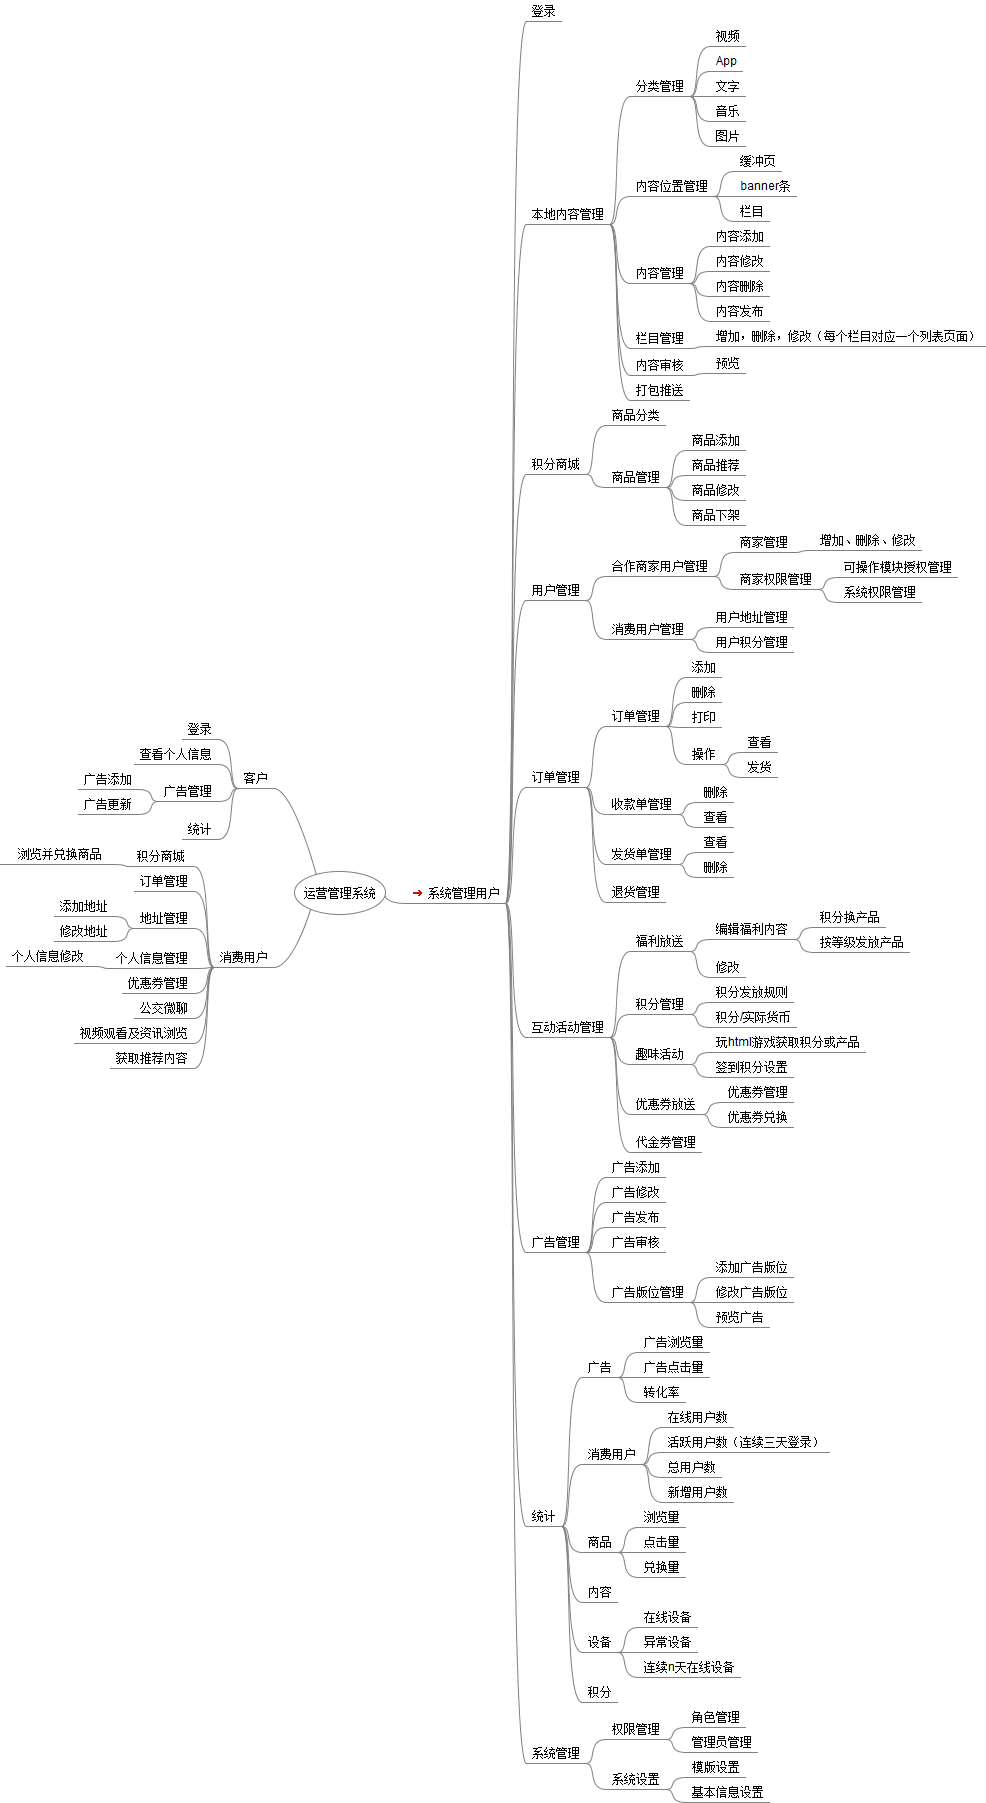 运营管理系统
客户
登录
查看个人信息
广告管理
广告添加
广告更新
统计
消费用户
积分商城
浏览并兑换商品
订单管理
地址管理
添加地址
修改地址
个人信息管理
个人信息修改
优惠券管理
公交微聊
视频观看及资讯浏览
获取推荐内容
系统管理用户
登录
本地内容管理
分类管理
视频
App
文字
音乐
图片
内容位置管理
缓冲页
banner条
栏目
内容管理
内容添加
内容修改
内容删除
内容发布
栏目管理
增加，删除，修改（每个栏目对应一个列表页面）
内容审核
预览
打包推送
积分商城
商品分类
商品管理
商品添加
商品推荐
商品修改
商品下架
用户管理
合作商家用户管理
商家管理
增加、删除、修改
商家权限管理
可操作模块授权管理
系统权限管理
消费用户管理
用户地址管理
用户积分管理
订单管理
订单管理
添加
删除
打印
操作
查看
发货
收款单管理
删除
查看
发货单管理
查看
删除
退货管理
互动活动管理
福利放送
编辑福利内容
积分换产品
按等级发放产品
修改
积分管理
积分发放规则
积分/实际货币
趣味活动
玩html游戏获取积分或产品
签到积分设置
优惠券放送
优惠券管理
优惠券兑换
代金券管理
广告管理
广告添加
广告修改
广告发布
广告审核
广告版位管理
添加广告版位
修改广告版位
预览广告
统计
广告
广告浏览量
广告点击量
转化率
消费用户
在线用户数
活跃用户数（连续三天登录）
总用户数
新增用户数
商品
浏览量
点击量
兑换量
内容
设备
在线设备
异常设备
连续n天在线设备
积分
系统管理
权限管理
角色管理
管理员管理
系统设置
模版设置
基本信息设置